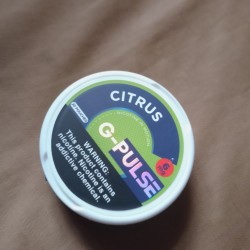 CITRUS
G-PULSE
WARNING:
This product contains
nicotine. Nicotine is an
addictive chemical.